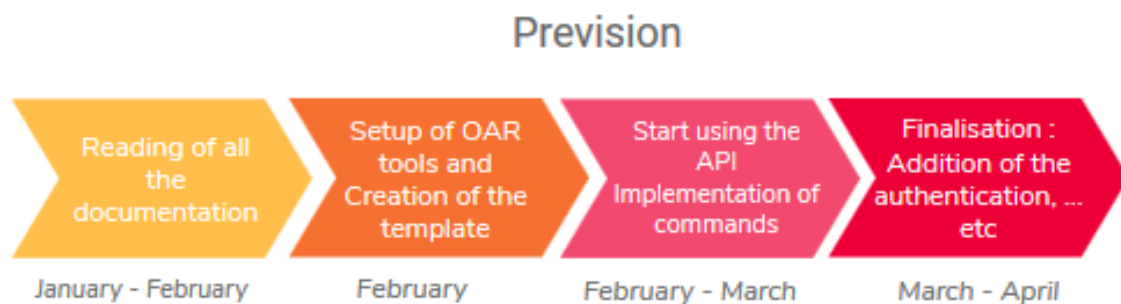 Prevision
Reading of all
the
documentation
Setup of OAR
tools and
Creation of the
template
Start using the
API
Implementation of
commands
Finalisation :
Addition of the
authentication, ...
etc
January - February
February
February - March
March - April